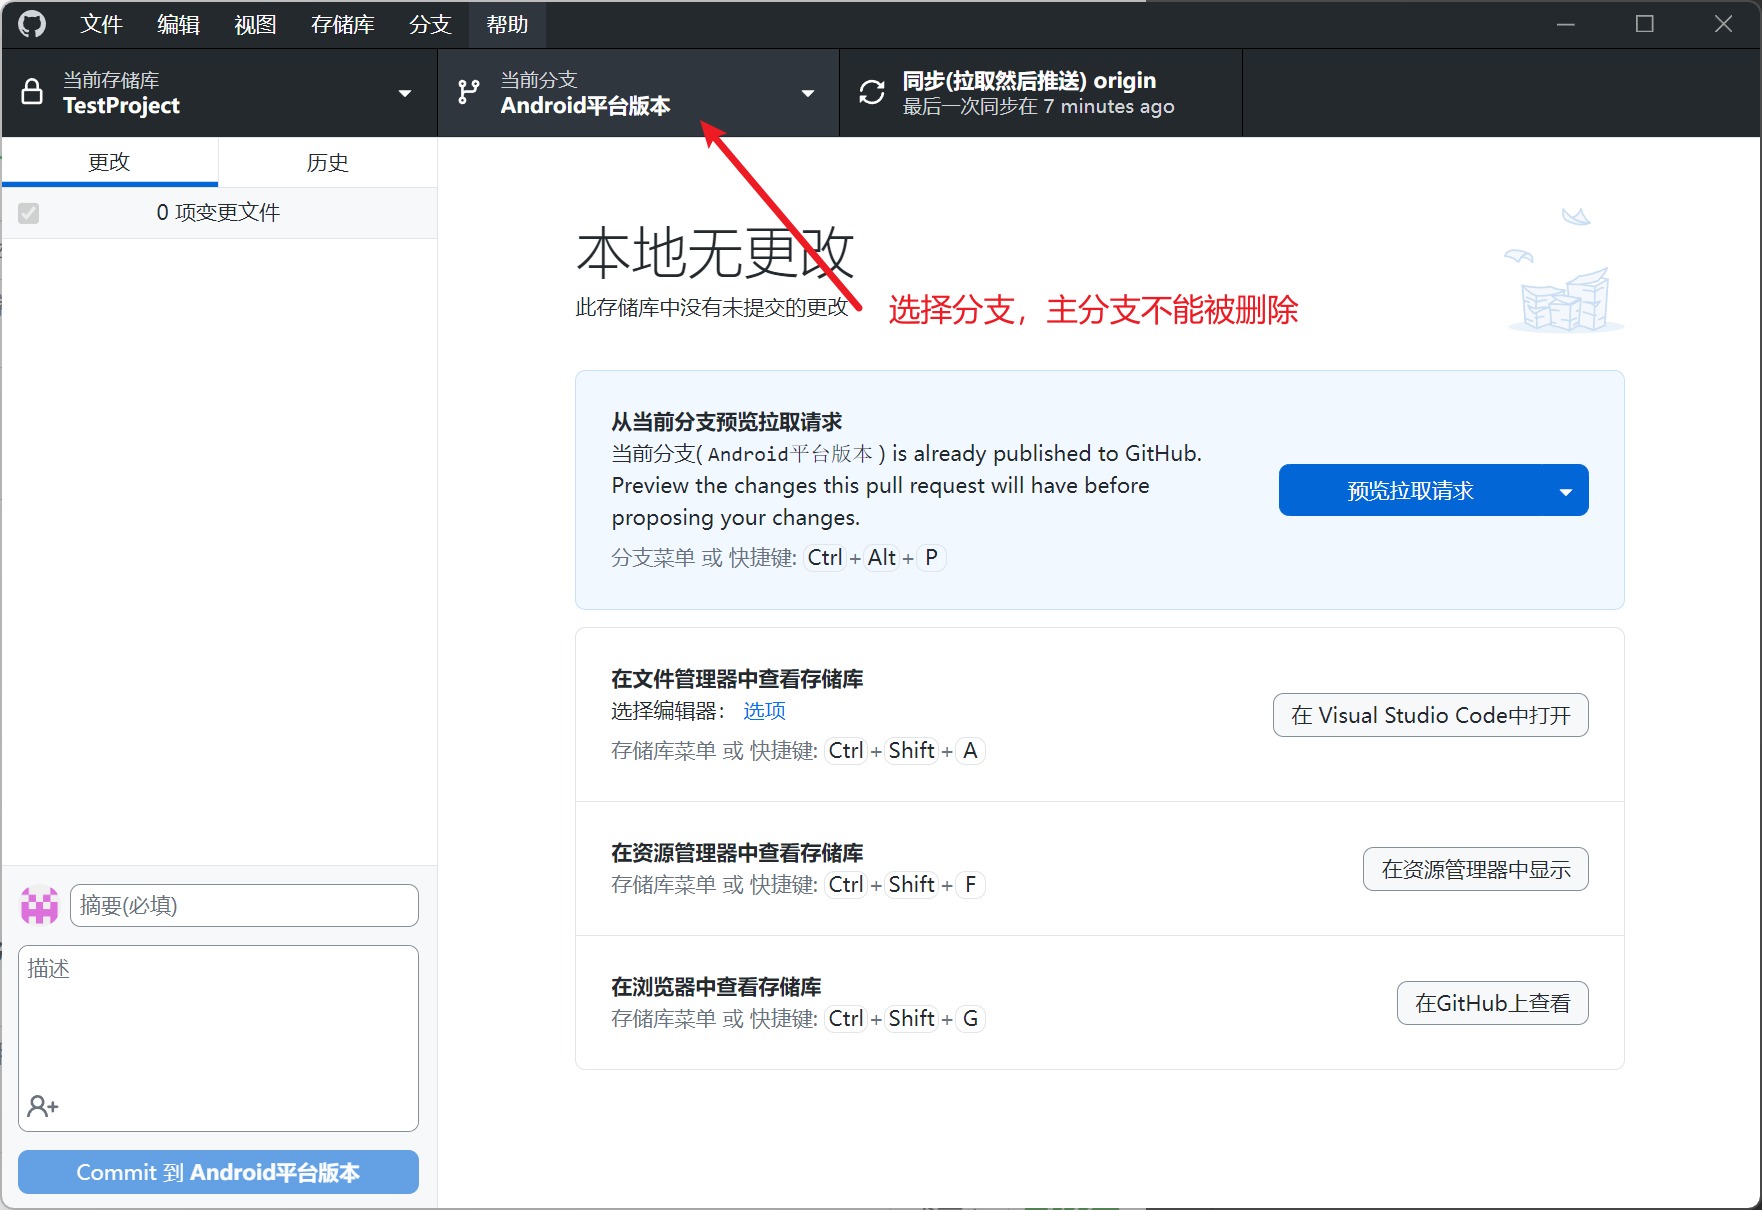 文件 编辑 视图 存储库 分支 帮助
当前存储库
TestProject
当前分支
Android平台版本
同步(拉取然后推送) origin
最后一次同步在 7 minutes ago
更改
历史
0 项变更文件
本地无更改
此存储库中没有未提交的更改
选择分支，主分支不能被删除
从当前分支预览拉取请求
当前分支( Android平台版本 ) is already published to GitHub.
Preview the changes this pull request will have before
proposing your changes.
分支菜单 或 快捷键: Ctrl + Alt + P
预览拉取请求
在文件管理器中查看存储库
选择编辑器： 选项
存储库菜单 或 快捷键: Ctrl + Shift + A
在 Visual Studio Code中打开
在资源管理器中查看存储库
存储库菜单 或 快捷键: Ctrl + Shift + F
在资源管理器中显示
在浏览器中查看存储库
存储库菜单 或 快捷键: Ctrl + Shift + G
在GitHub上查看
摘要(必填)
描述
Commit 到 Android平台版本